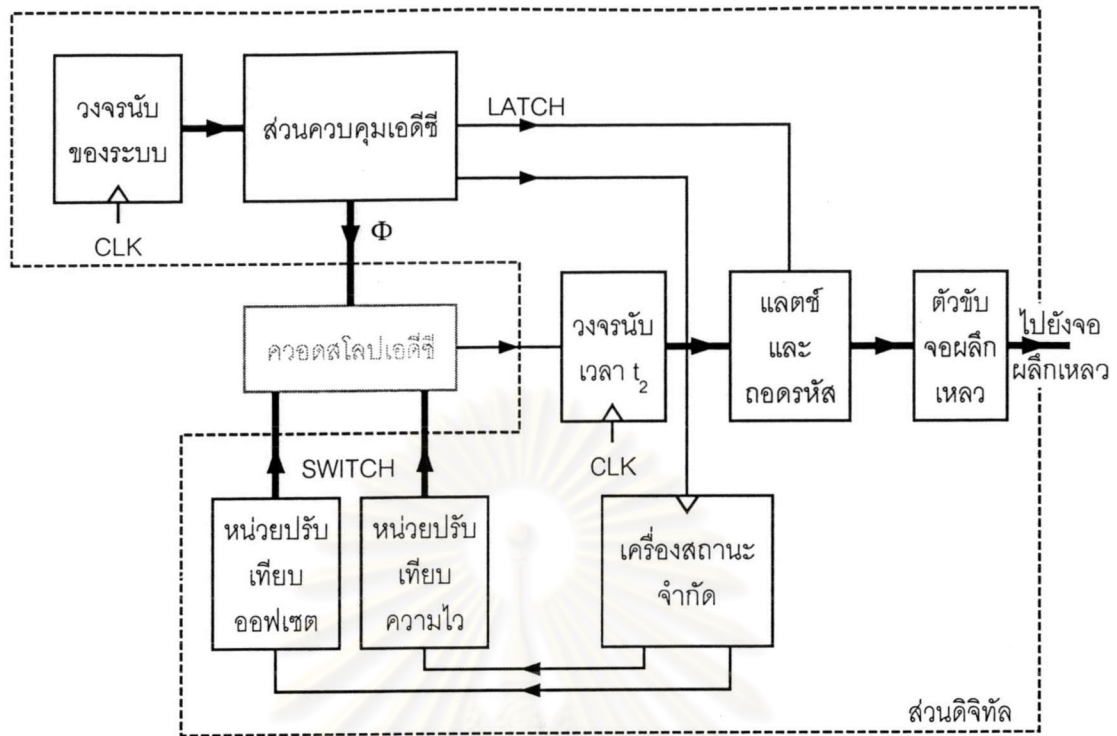 วงจรนับ
ของระบบ
CLK
ส่วนควบคุมเอดีซี
LATCH
Φ
ควอดสโลปเอดีซี
วงจรนับ
เวลา t₂
CLK
แลตช์
และ
ถอดรหัส
ตัวขับ
จอผลึก
เหลว
ไปยังจอ
ผลึกเหลว
SWITCH
หน่วยปรับ
เทียบ
ออฟเซต
หน่วยปรับ
เทียบ
ความไว
เครื่องสถานะ
จำกัด
ส่วนดิจิทัล